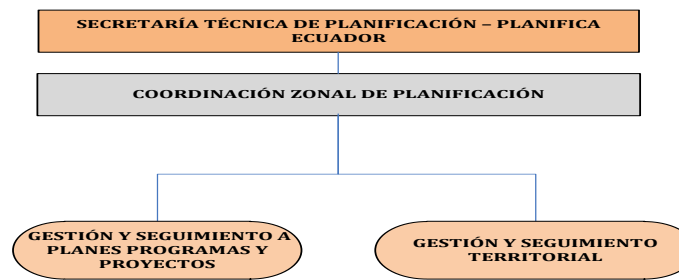 SECRETARÍA TÉCNICA DE PLANIFICACIÓN – PLANIFICA
ECUADOR
COORDINACIÓN ZONAL DE PLANIFICACIÓN
GESTIÓN Y SEGUIMIENTO A
PLANES PROGRAMAS Y
PROYECTOS
GESTIÓN Y SEGUIMIENTO
TERRITORIAL